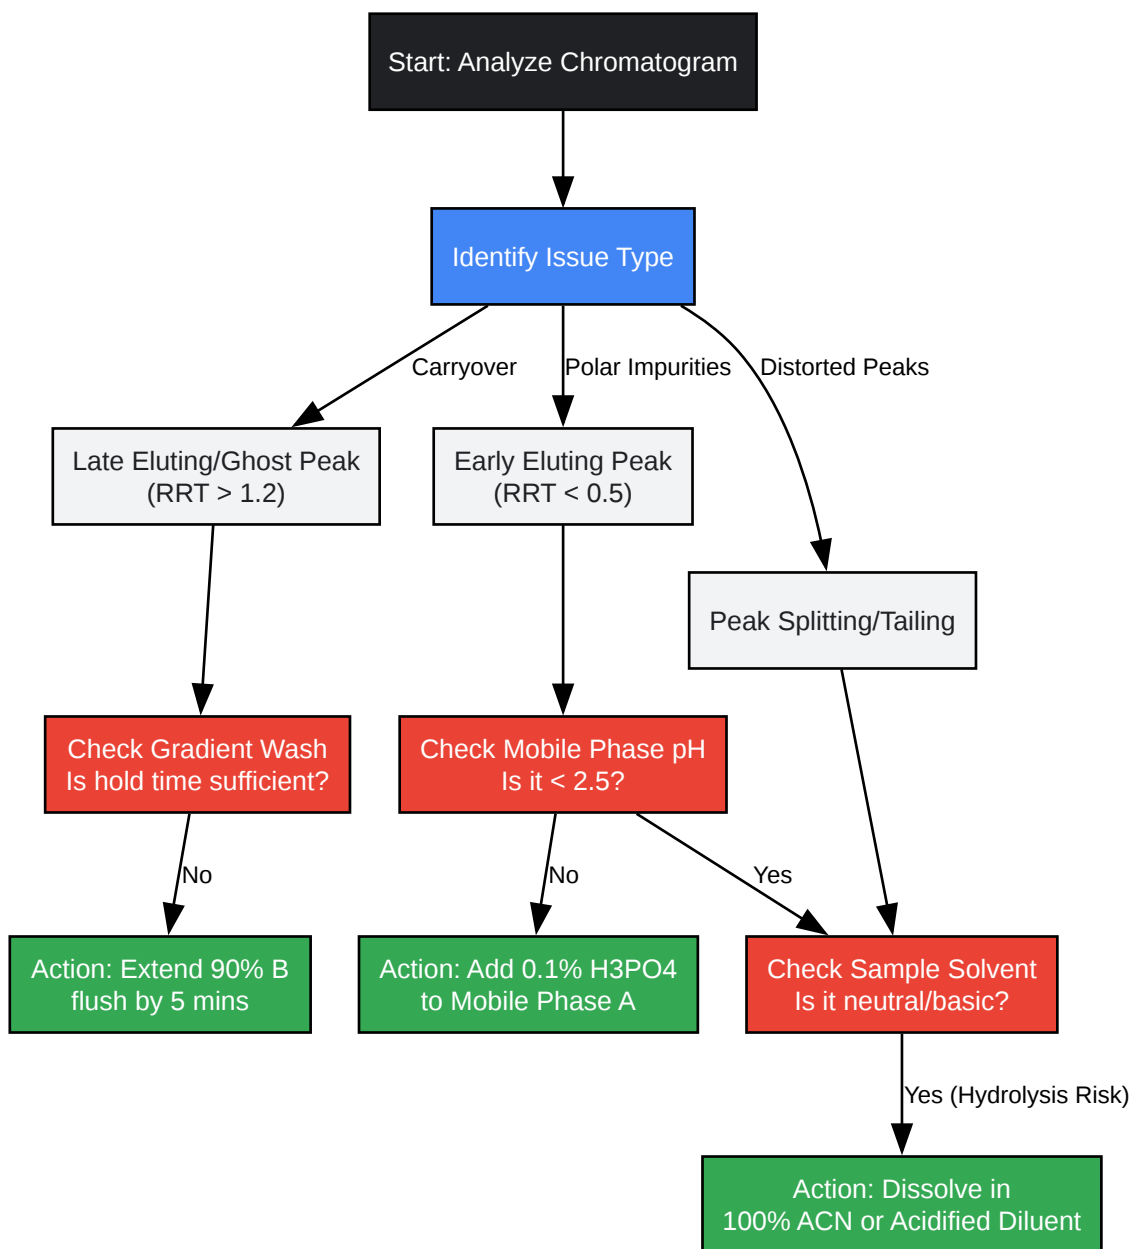 Start: Analyze Chromatogram
Identify Issue Type
Carryover
Polar Impurities
Distorted Peaks
Late Eluting/Ghost Peak
(RRT > 1.2)
Early Eluting Peak
(RRT < 0.5)
Peak Splitting/Tailing
Check Gradient Wash
Is hold time sufficient?
Check Mobile Phase pH
Is it < 2.5?
No
No
Yes
Action: Extend 90% B
flush by 5 mins
Action: Add 0.1% H3PO4
to Mobile Phase A
Check Sample Solvent
Is it neutral/basic?
Yes (Hydrolysis Risk)
Action: Dissolve in
100% ACN or Acidified Diluent